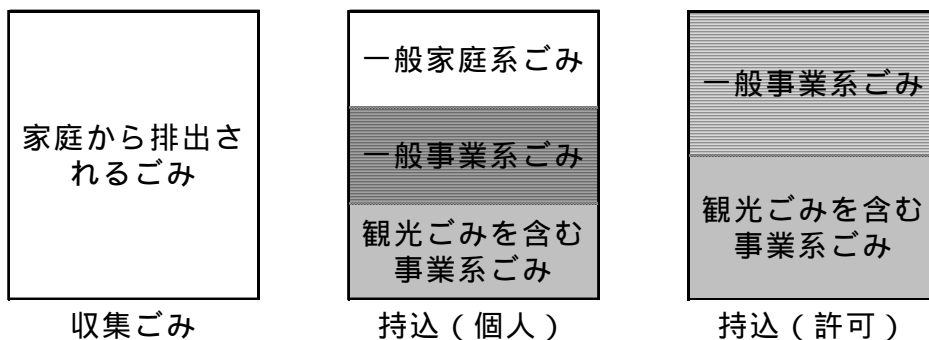 家庭から排出さ
れるごみ
収集ごみ
一般家庭系ごみ
一般事業系ごみ
観光ごみを含む
事業系ごみ
持込（個人）
一般事業系ごみ
観光ごみを含む
事業系ごみ
持込（許可）